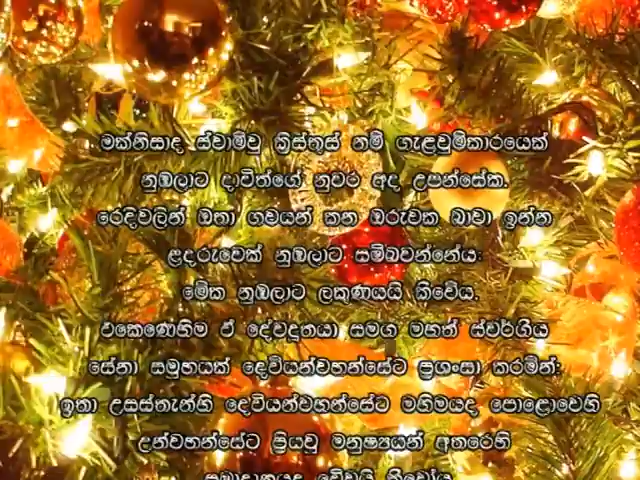 මක්නිසාද ස්වාමිවූ ක්‍රිස්තුස් නම් ගැළවුම්කාරයෙක්
නුඹලාට දාවිත්ගේ නුවර අද උපන්සේක.
රෙදිවලින් ඔතා ගවයන් කන ඔරුවක බාවා ඉන්න
ළදරුවෙක් නුඹලාට සම්බවන්නේය:
මේක නුඹලාට ලකුණයයි කීවේය.
එකෙණෙහිම ඒ දේවදූතයා සමග මහත් ස්වර්ගීය
සේනා සමූහයක් දෙවියන්වහන්සේට ප්‍රශංසා කරමින්:
ඉතා උසස්තැන්හි දෙවියන්වහන්සේට මහිමයද, පොළොවෙහි
උන්වහන්සේට ප්‍රියවූ මනුෂ්‍යයන් අතරෙහි